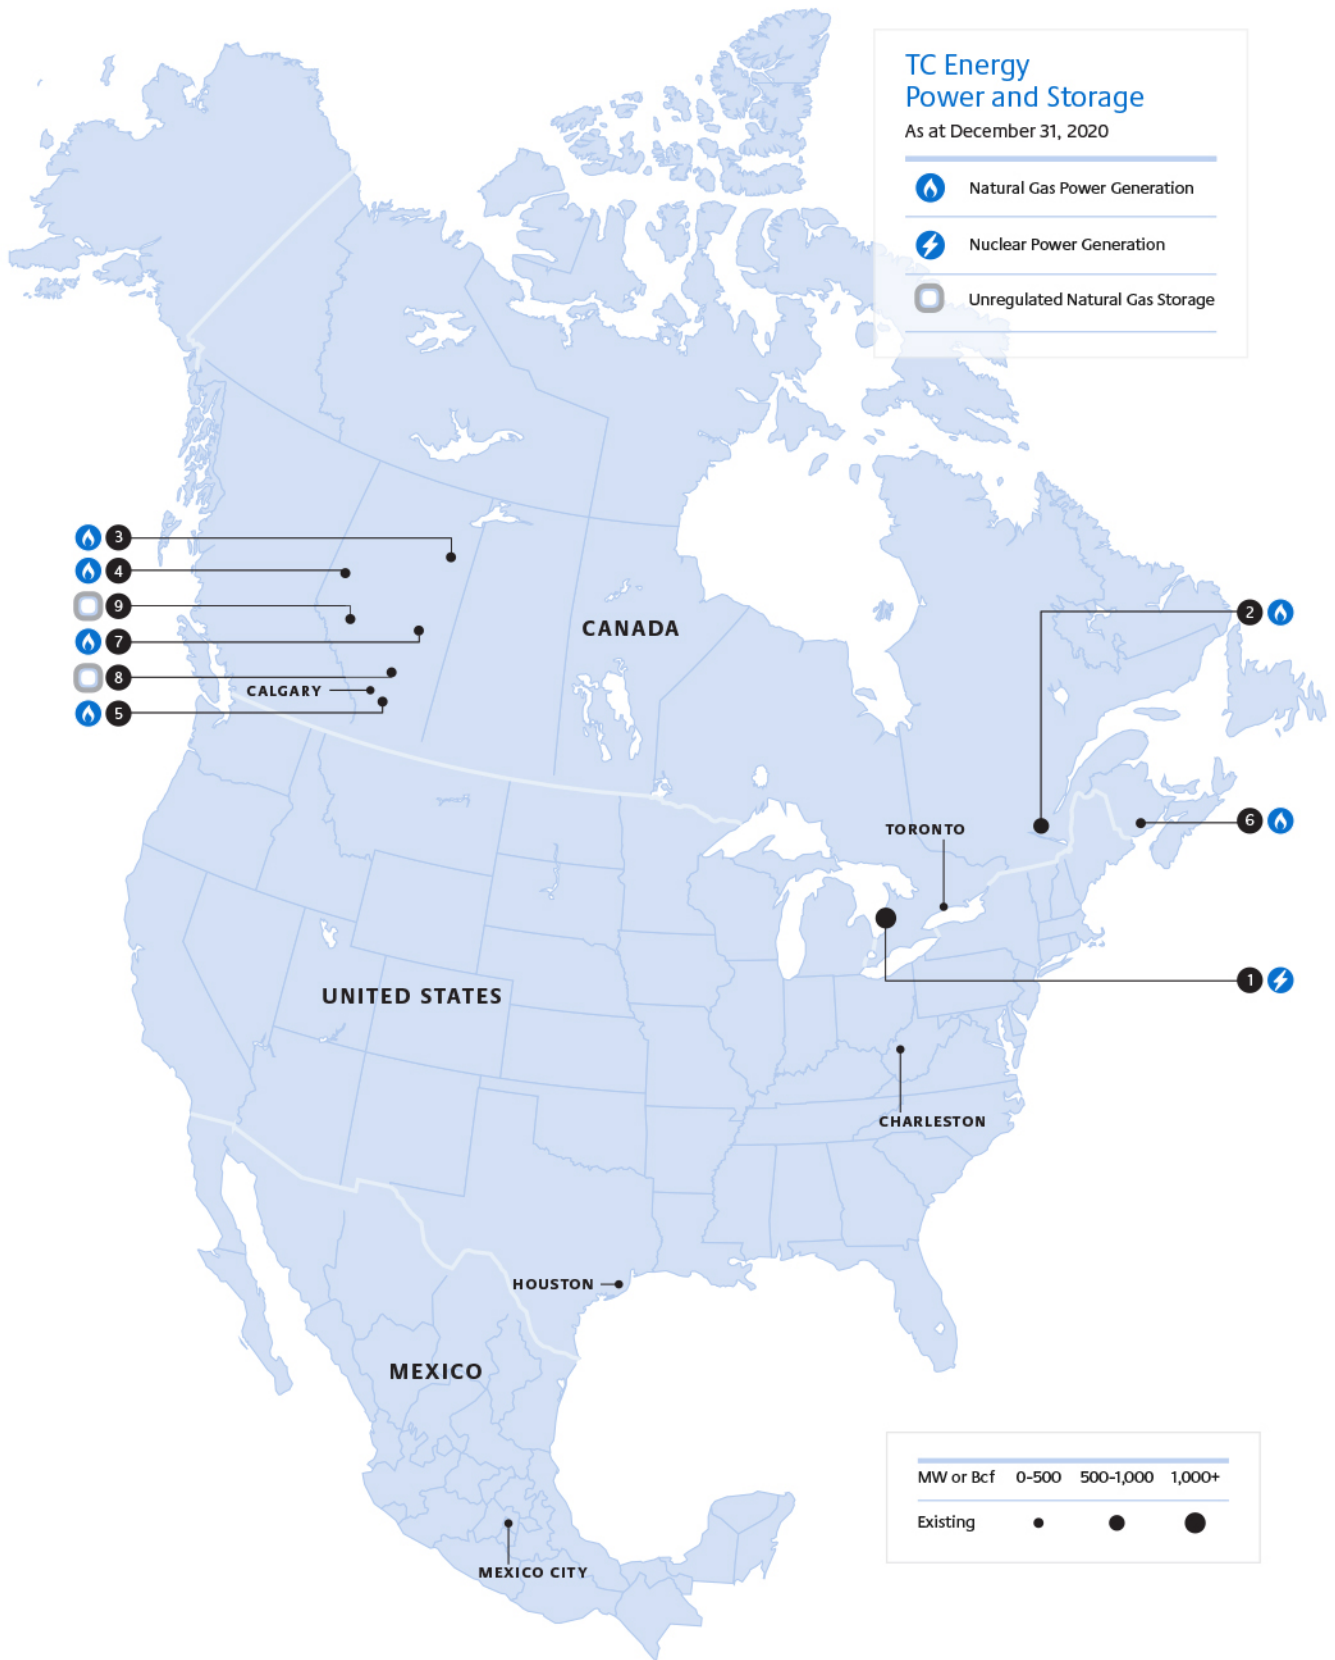 TC Energy
Power and Storage
As at December 31, 2020
Natural Gas Power Generation
Nuclear Power Generation
Unregulated Natural Gas Storage
3
4
9
7
8
5
CALGARY
CANADA
2
6
TORONTO
1
UNITED STATES
CHARLESTON
HOUSTON
MEXICO
MEXICO CITY
MW or Bcf 0-500 500-1,000 1,000+
Existing